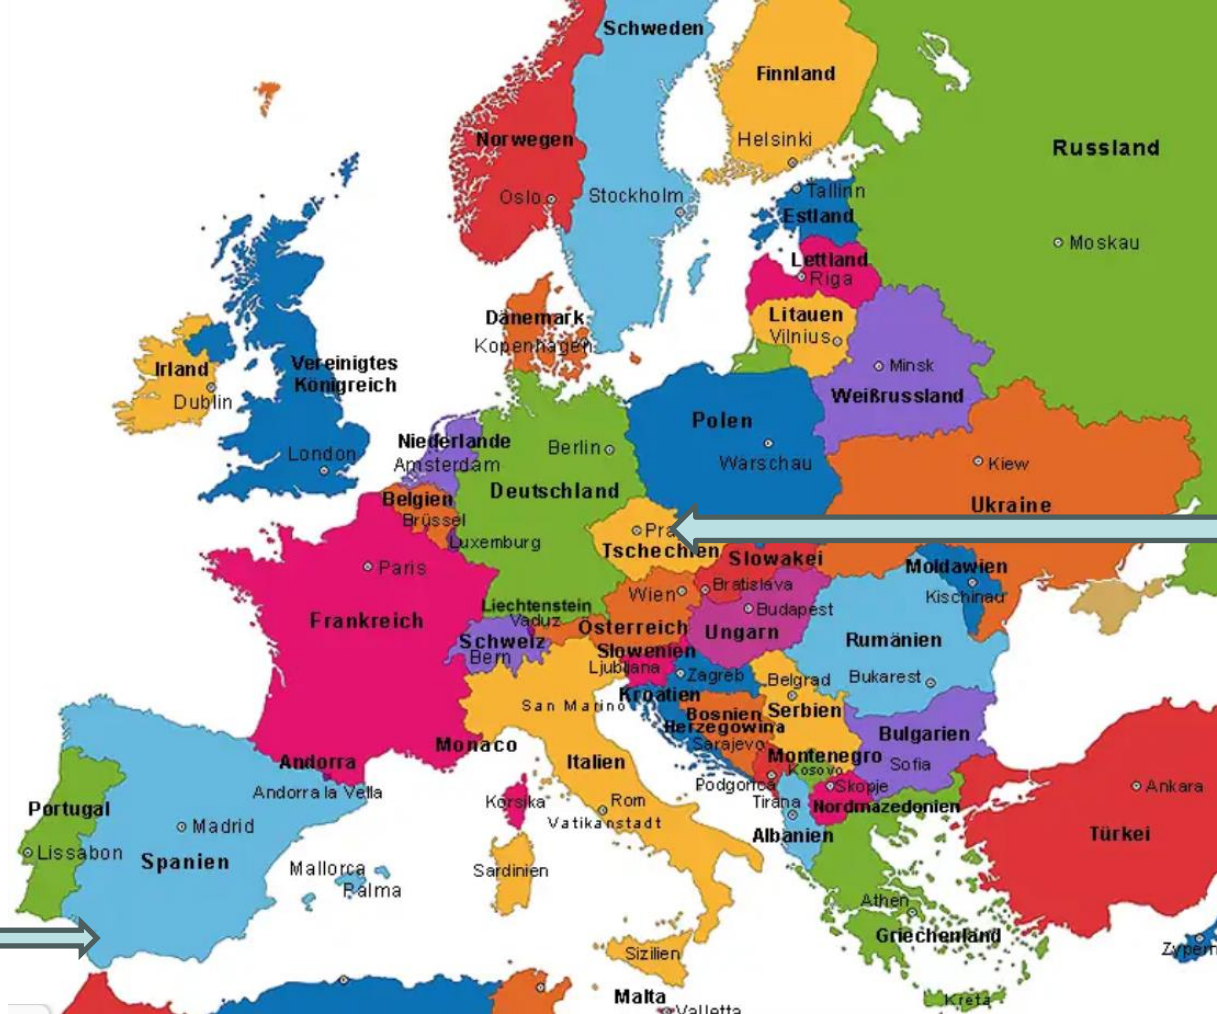 Schweden
Finnland
Norwegen
Helsinki
Russland
Oslo
Stockholm
Tallinn
Estland
Moskau
Lettland
Riga
Dänemark
Litauen
Kopenhagen
Vilnius
Irland
Vereinigtes
Königreich
Minsk
Dublin
Weißrussland
Polen
Niederlande
Berlin
London
Amsterdam
Warschau
Kiew
Deutschland
Belgien
Ukraine
Brüssel
Pra
Luxemburg
Tschechien
Slowakei
Paris
Moldawien
Bratislava
Wien
Kischinau
Liechtenstein
Budapest
Frankreich
Vaduz
Österreich
Ungarn
Schweiz
Rumänien
Bern
Slowenien
Ljubljana
Zagreb
Belgrad
Bukarest
Kroatien
San Marino
Bosnien
Serbien
Herzegowina
Bulgarien
Monaco
Sarajevo
Montenegro
Andorra
Italien
Kosovo
Sofia
Andorra la Vella
Podgorica
Skopje
Ankara
Korsika
Rom
Tirana
Nordmazedonien
Portugal
Vatikanstadt
Madrid
Albanien
Türkei
Lissabon
Spanien
Mallorca
Sardinien
Palma
Athen
Griechenland
Sizilien
Zypern
Malta
Kreta
Valletta